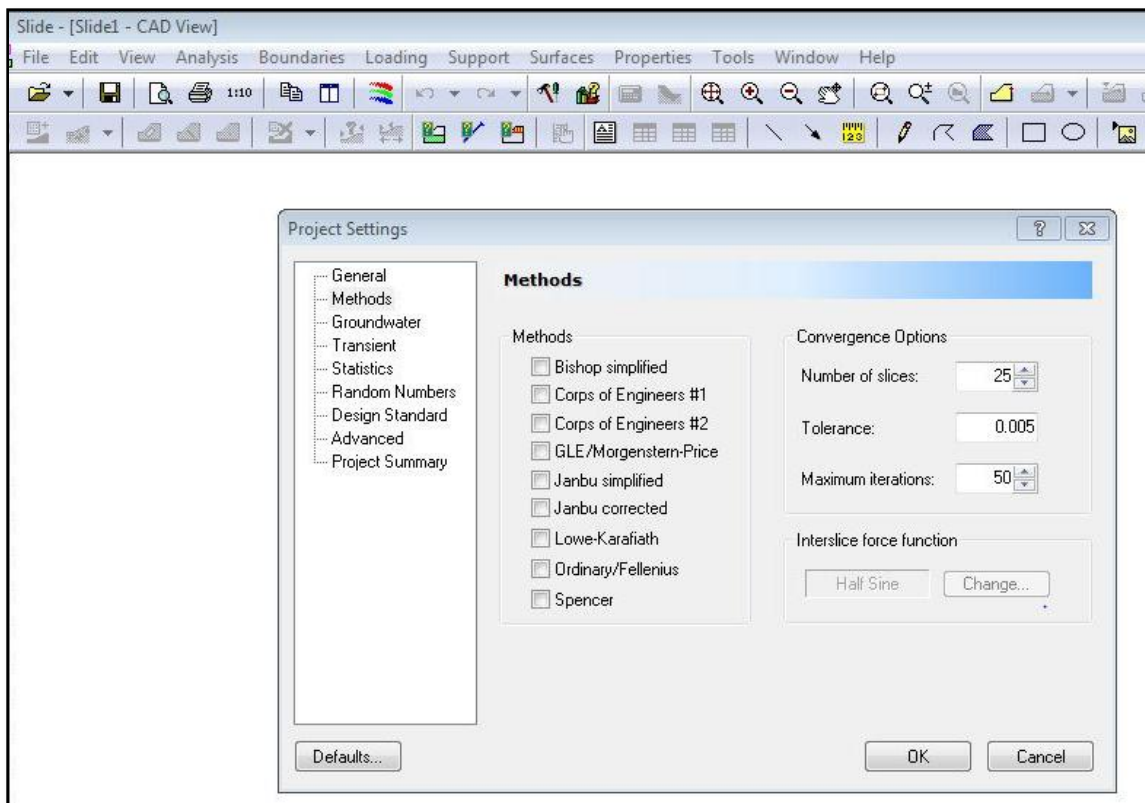 Slide - [Slide1 - CAD View]
File Edit View Analysis Boundaries Loading Support Surfaces Properties Tools Window Help
1:10
123
Project Settings
General
Methods
Groundwater
Transient
Statistics
Random Numbers
Design Standard
Advanced
Project Summary
Methods
Methods
Bishop simplified
Corps of Engineers #1
Corps of Engineers #2
GLE/Morgenstern-Price
Janbu simplified
Janbu corrected
Lowe-Karafiath
Ordinary/Fellenius
Spencer
Convergence Options
Number of slices: 25
Tolerance: 0.005
Maximum iterations: 50
Interslice force function
Half Sine Change...
Defaults... OK Cancel